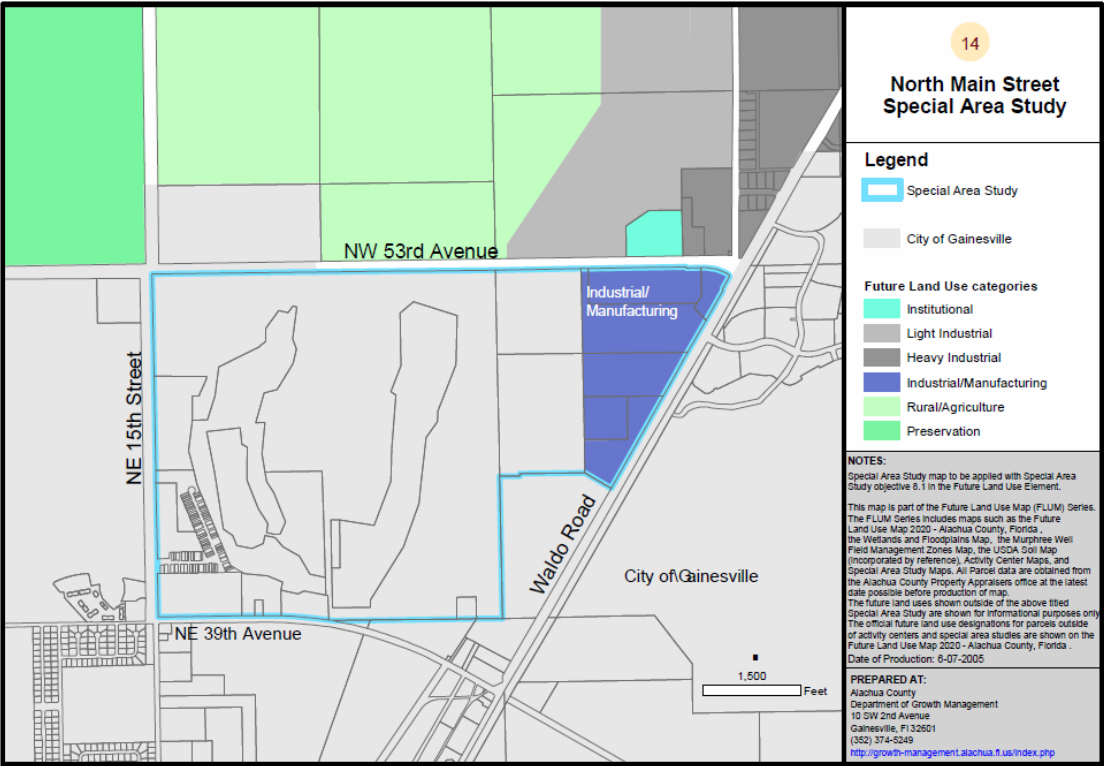 14
North Main Street
Special Area Study
Legend
Special Area Study
City of Gainesville
Future Land Use categories
Institutional
Light Industrial
Heavy Industrial
Industrial/Manufacturing
Rural/Agriculture
Preservation
NOTES:
Special Area Study map to be applied with Special Area
Study objective 8.1 in the Future Land Use Element.
This map is part of the Future Land Use Map (FLUM) Series.
The FLUM Series includes maps such as the Future
Land Use Map 2020 - Alachua County, Florida ,
the Wetlands and Floodplains Map, the Murphree Well
Field Management Zones Map, the USDA Soil Map
(incorporated by reference), Activity Center Maps, and
Special Area Study Maps. All Parcel data are obtained from
the Alachua County Property Appraisers office at the latest
date possible before production of map.
The future land uses shown outside of the above titled
Special Area Study are shown for informational purposes only
The official future land use designations for parcels outside
of activity centers and special area studies are shown on the
Future Land Use Map 2020 - Alachua County, Florida .
Date of Production: 6-07-2005
PREPARED AT:
Alachua County
Department of Growth Management
10 SW 2nd Avenue
Gainesville, Fl 32601
(352) 374-5249
http://growth-management.alachua.fl.us/index.php
NW 53rd Avenue
Industrial/
Manufacturing
NE 15th Street
Waldo Road
City of Gainesville
NE 39th Avenue
1,500
Feet